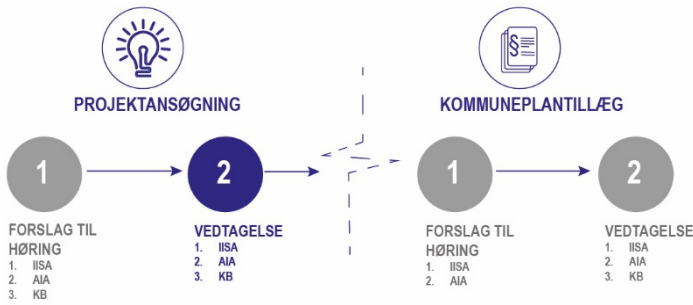 PROJEKTANSØGNING
1
2
FORSLAG TIL
HØRING
1. IISA
2. AIA
3. KB
VEDTAGELSE
1. IISA
2. AIA
3. KB
§
KOMMUNEPLANTILLÆG
1
2
FORSLAG TIL
HØRING
1. IISA
2. AIA
VEDTAGELSE
1. IISA
2. AIA
3. KB